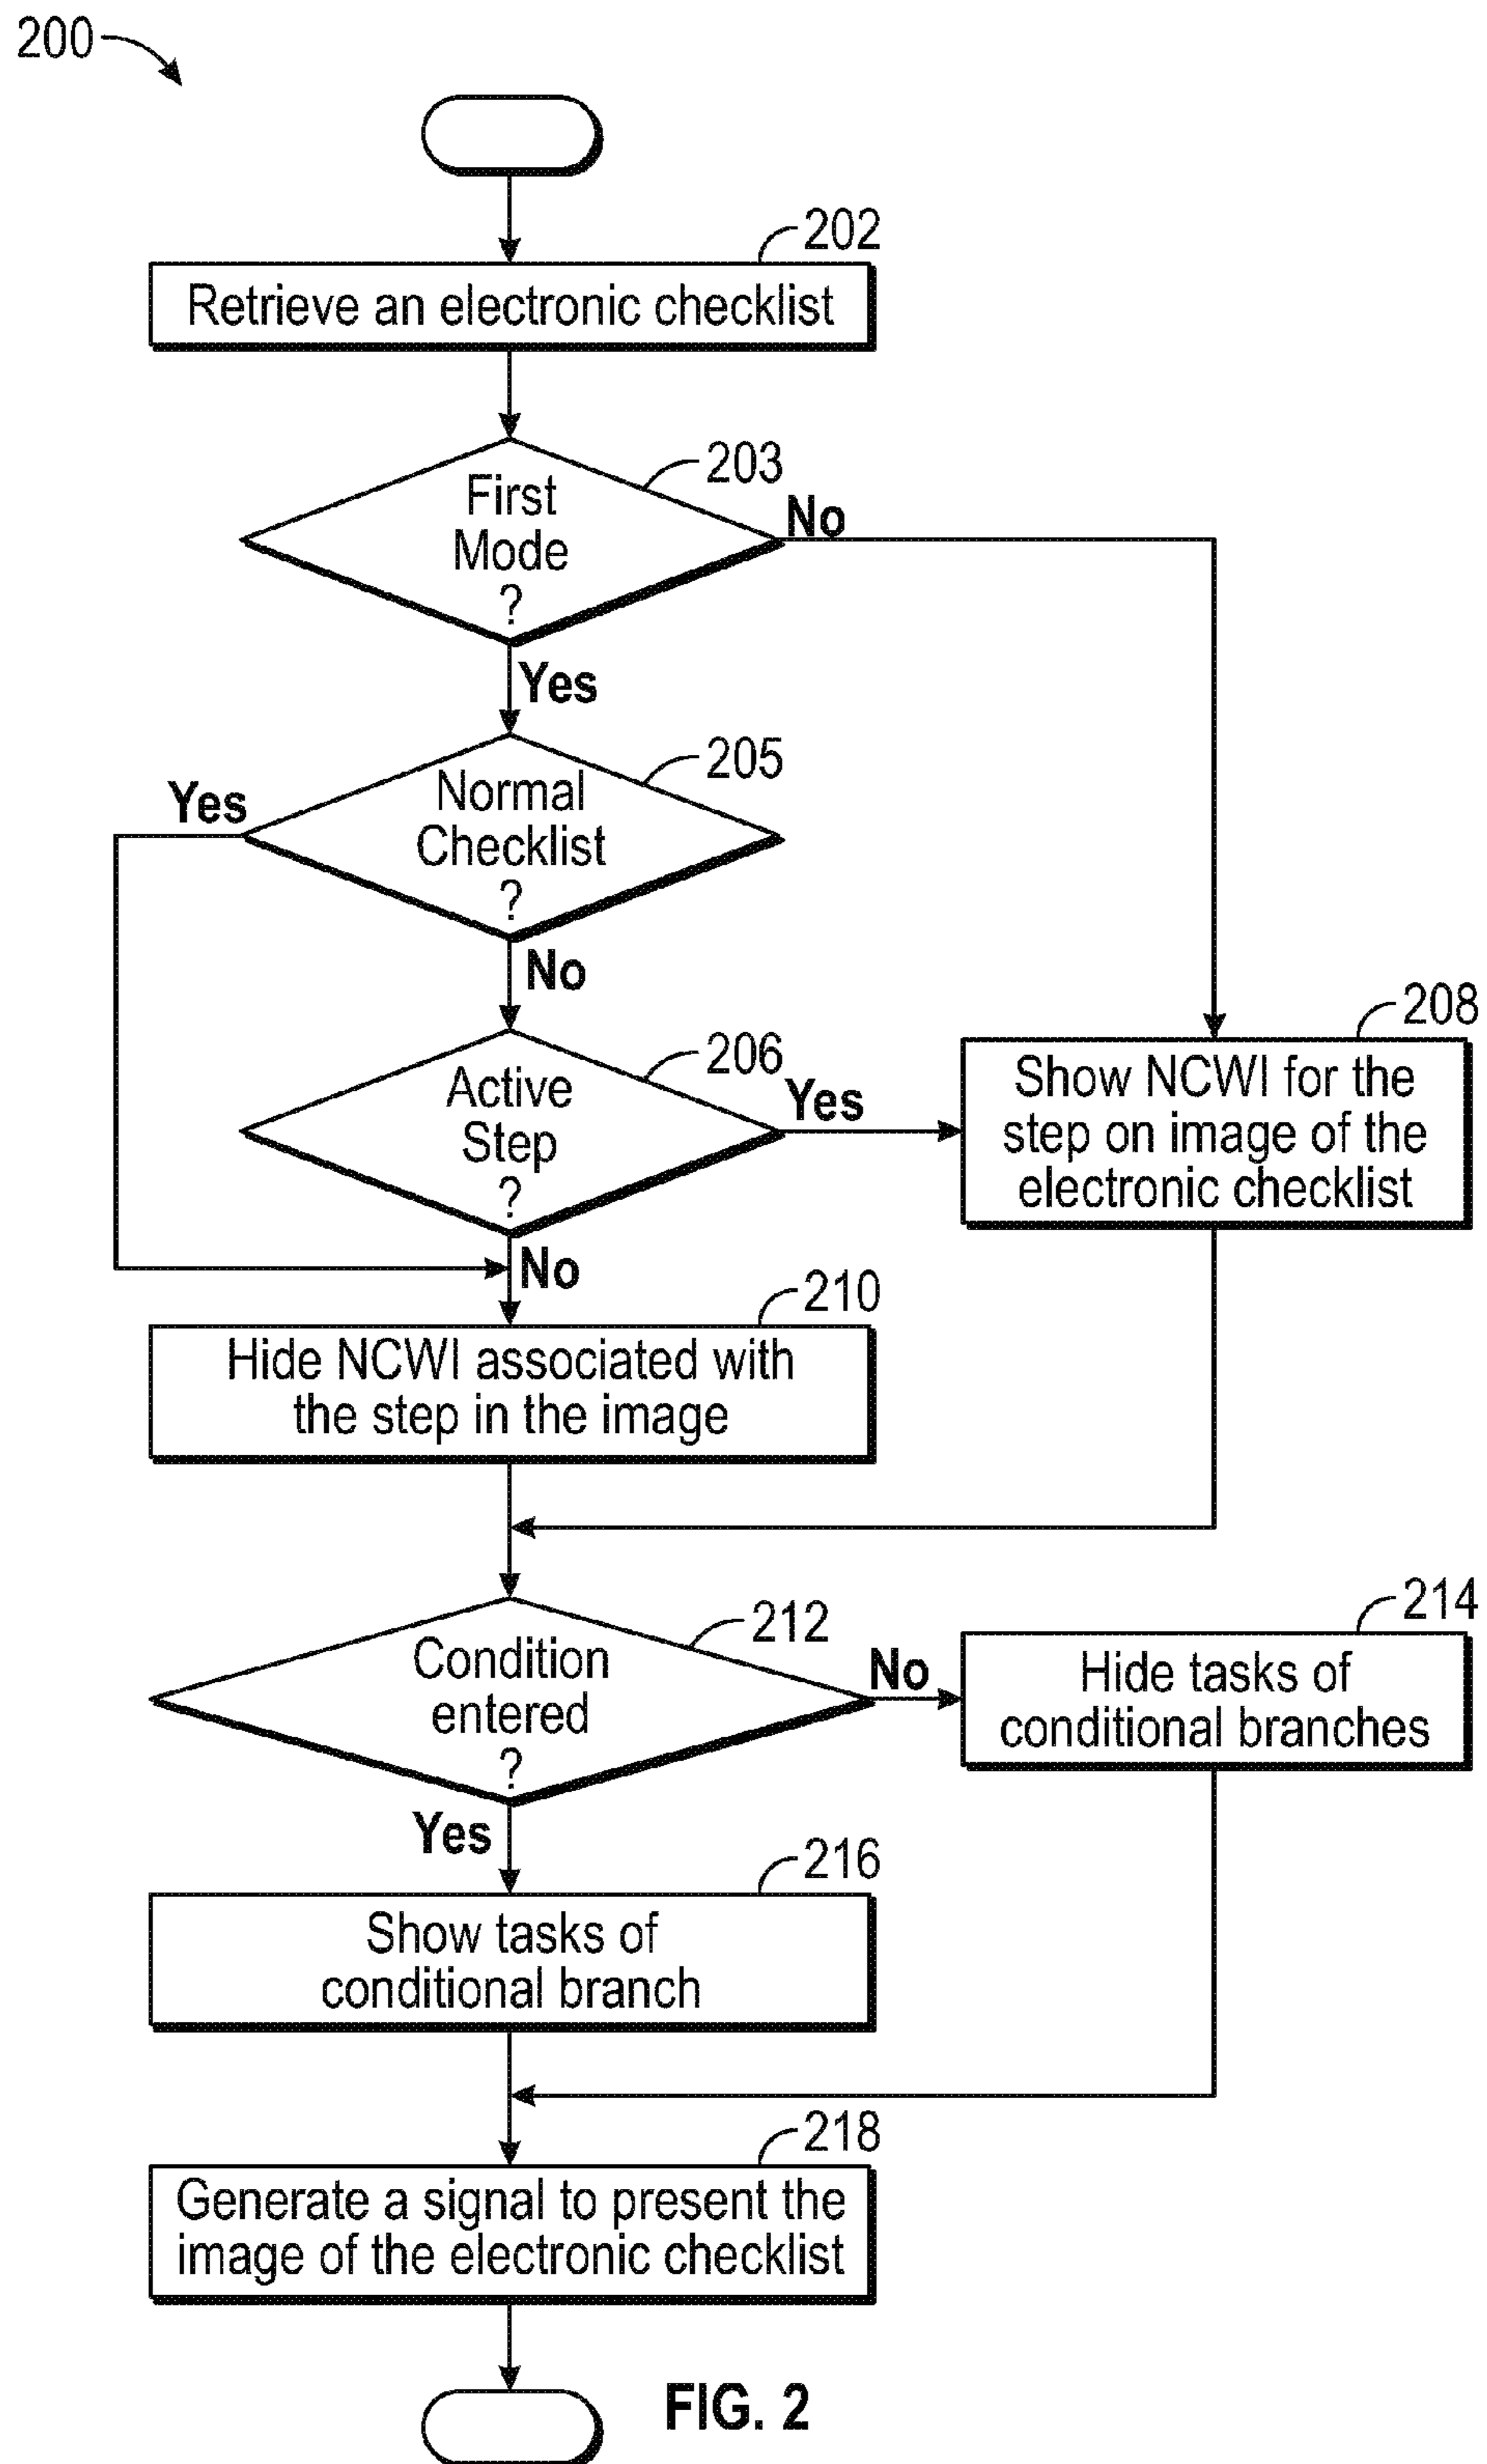 200
202
Retrieve an electronic checklist
203
First
Mode
?
No
Yes
205
Normal
Checklist
?
Yes
No
206
Active
Step
?
Yes
208
Show NCWI for the
step on image of the
electronic checklist
No
210
Hide NCWI associated with
the step in the image
212
Condition
entered
?
No
214
Hide tasks of
conditional branches
Yes
216
Show tasks of
conditional branch
218
Generate a signal to present the
image of the electronic checklist
FIG. 2